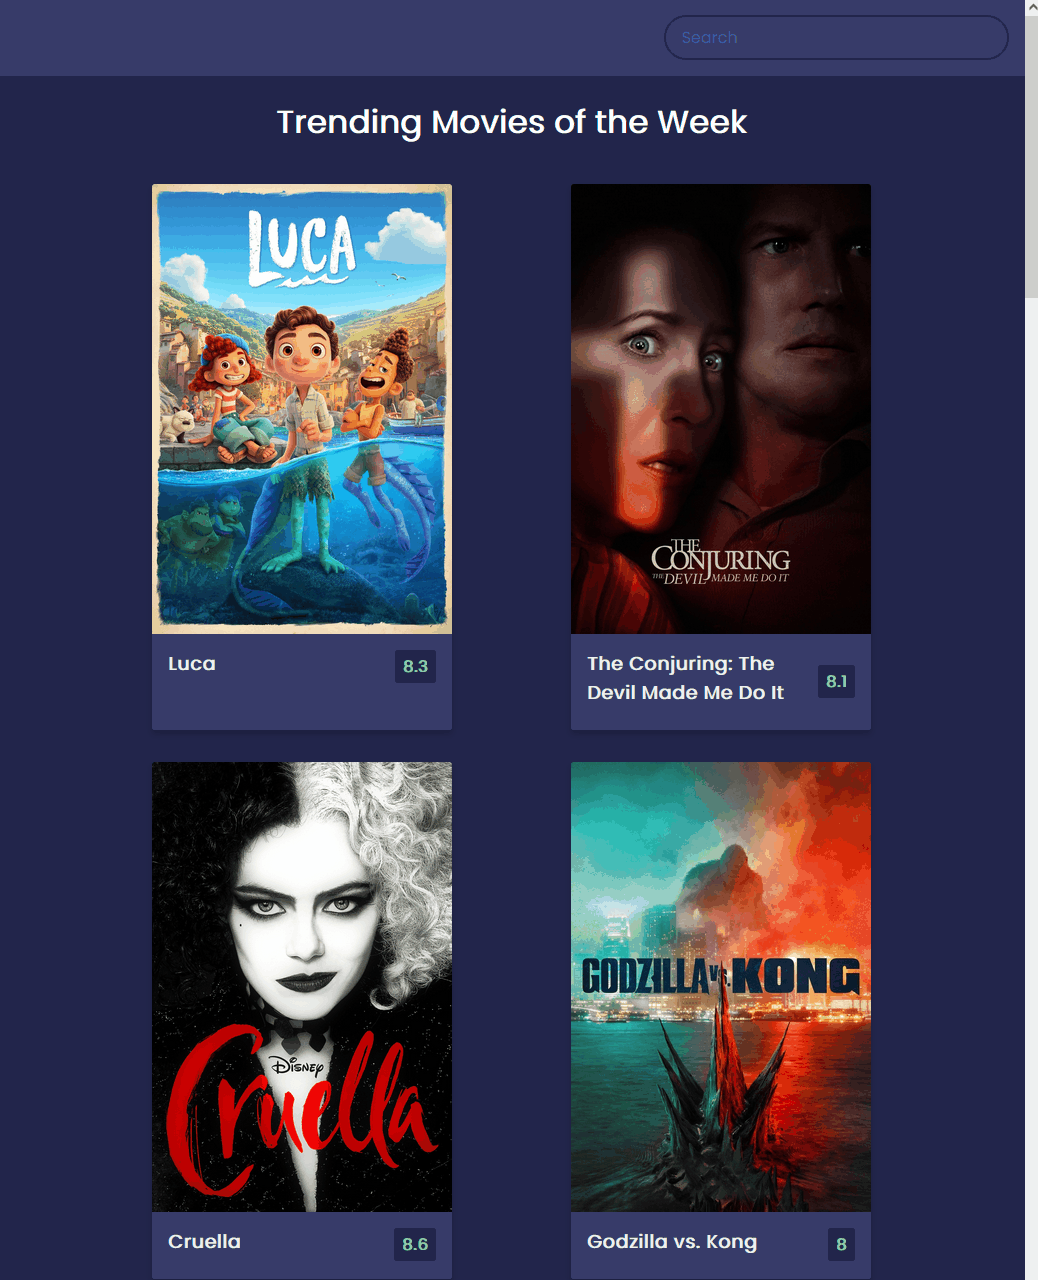 Search
Trending Movies of the Week
LUCA
THE
CONJURING
THE DEVIL MADE ME DO IT
Luca
8.3
The Conjuring: The
Devil Made Me Do It
8.1
DISNEY
Cruella
GODZILLA VS. KONG
Cruella
8.6
Godzilla vs. Kong
8